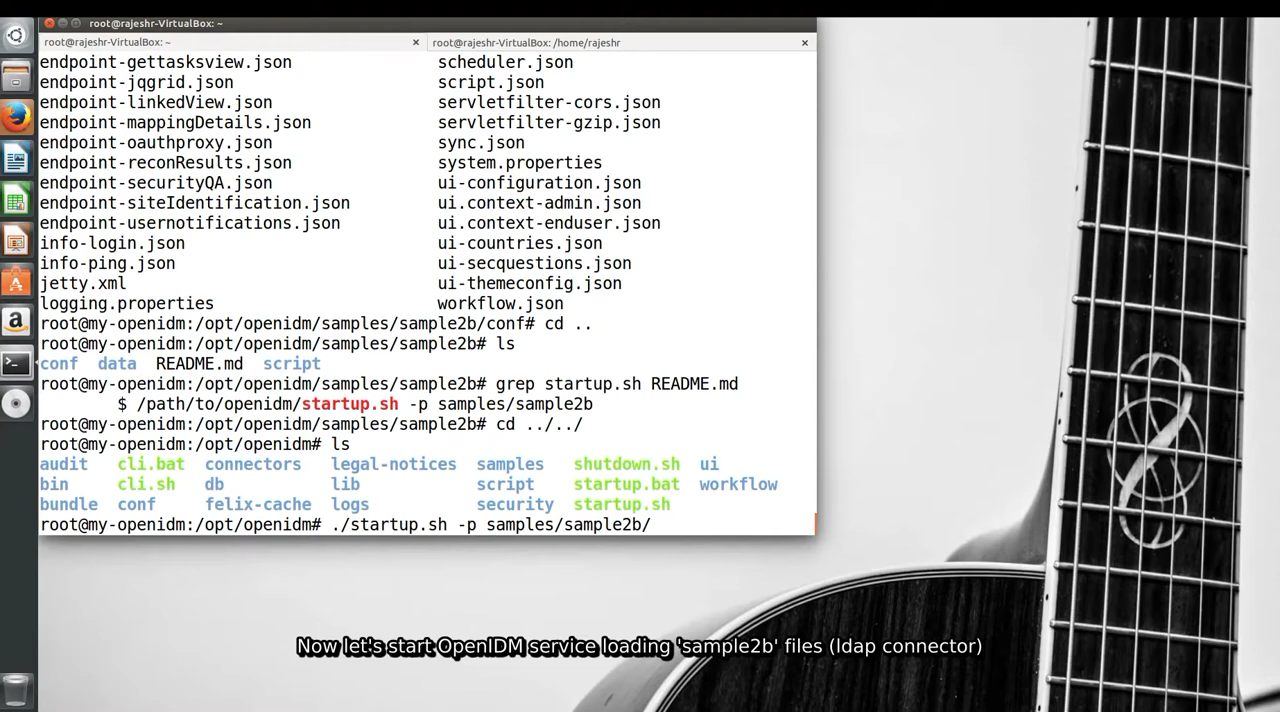 root@rajeshr-VirtualBox: ~
root@rajeshr-VirtualBox: ~ × root@rajeshr-VirtualBox: /home/rajeshr ×
endpoint-gettasksview.json scheduler.json
endpoint-jqgrid.json script.json
endpoint-linkedView.json servletfilter-cors.json
endpoint-mappingDetails.json servletfilter-gzip.json
endpoint-oauthproxy.json sync.json
endpoint-reconResults.json system.properties
endpoint-securityQA.json ui-configuration.json
endpoint-siteIdentification.json ui.context-admin.json
endpoint-usernotifications.json ui.context-enduser.json
info-login.json ui-countries.json
info-ping.json ui-secquestions.json
jetty.xml ui-themeconfig.json
logging.properties workflow.json
root@my-openidm:/opt/openidm/samples/sample2b/conf# cd ..
root@my-openidm:/opt/openidm/samples/sample2b# ls
conf data README.md script
root@my-openidm:/opt/openidm/samples/sample2b# grep startup.sh README.md
$ /path/to/openidm/startup.sh -p samples/sample2b
root@my-openidm:/opt/openidm/samples/sample2b# cd ../../
root@my-openidm:/opt/openidm# ls
audit cli.bat connectors legal-notices samples shutdown.sh ui
bin cli.sh db lib script startup.bat workflow
bundle conf felix-cache logs security startup.sh
root@my-openidm:/opt/openidm# ./startup.sh -p samples/sample2b/
Now let's start OpenIDM service loading 'sample2b' files (ldap connector)